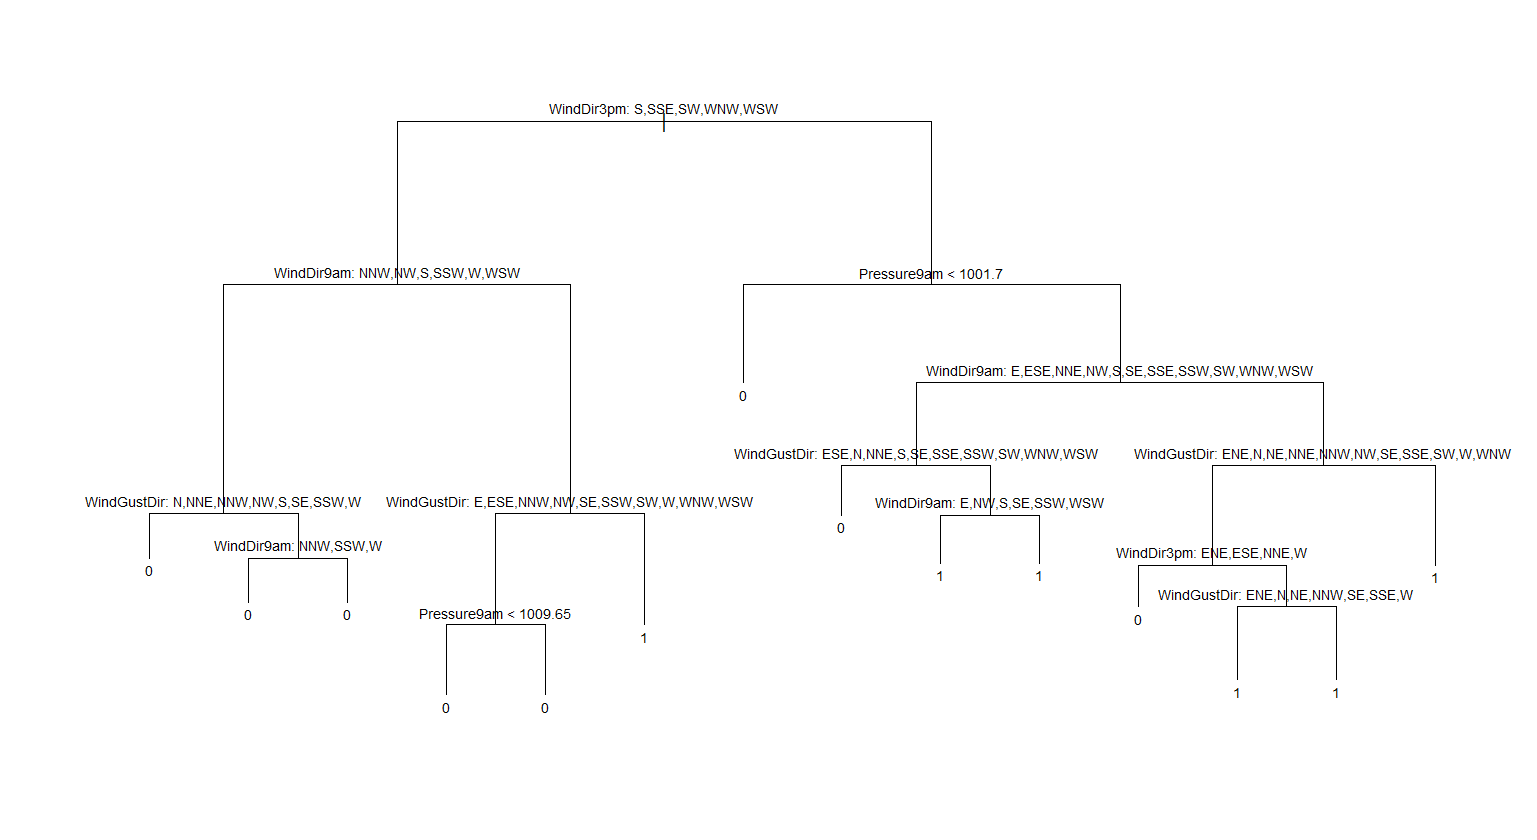 WindDir3pm: S,SSE,SW,WNW,WSW
WindDir9am: NNW,NW,S,SSW,W,WSW
Pressure9am < 1001.7
WindDir9am: E,ESE,NNE,NW,S,SE,SSE,SSW,SW,WNW,WSW
0
WindGustDir: ESE,N,NNE,S,SE,SSE,SSW,SW,WNW,WSW
WindGustDir: ENE,N,NE,NNE,NNW,NW,SE,SSE,SW,W,WNW
WindGustDir: N,NNE,NNW,NW,S,SE,SSW,W
WindGustDir: E,ESE,NNW,NW,SE,SSW,SW,W,WNW,WSW
WindDir9am: E,NW,S,SE,SSW,WSW
0
WindDir9am: NNW,SSW,W
WindDir3pm: ENE,ESE,NNE,W
0
1
1
1
WindGustDir: ENE,N,NE,NNW,SE,SSE,W
0
0
Pressure9am < 1009.65
0
1
1
1
0
0